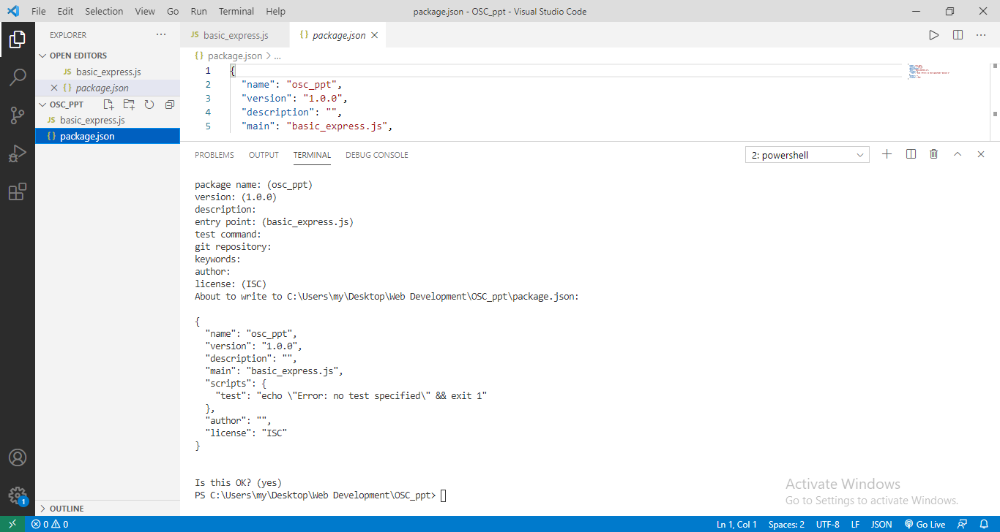 File Edit Selection View Go Run Terminal Help package.json - OSC_ppt - Visual Studio Code
EXPLORER
OPEN EDITORS
JS basic_express.js
{} package.json
OSC_PPT
JS basic_express.js
{} package.json
OUTLINE
JS basic_express.js {} package.json
{} package.json > ...
1 {
2 "name": "osc_ppt",
3 "version": "1.0.0",
4 "description": "",
5 "main": "basic_express.js",
PROBLEMS OUTPUT TERMINAL DEBUG CONSOLE 2: powershell
package name: (osc_ppt)
version: (1.0.0)
description:
entry point: (basic_express.js)
test command:
git repository:
keywords:
author:
license: (ISC)
About to write to C:\Users\my\Desktop\Web Development\OSC_ppt\package.json:
{
"name": "osc_ppt",
"version": "1.0.0",
"description": "",
"main": "basic_express.js",
"scripts": {
"test": "echo \"Error: no test specified\" && exit 1"
},
"author": "",
"license": "ISC"
}
Is this OK? (yes)
PS C:\Users\my\Desktop\Web Development\OSC_ppt>
Activate Windows
Go to Settings to activate Windows.
1
0 0 Ln 1, Col 1 Spaces: 2 UTF-8 LF JSON Go Live